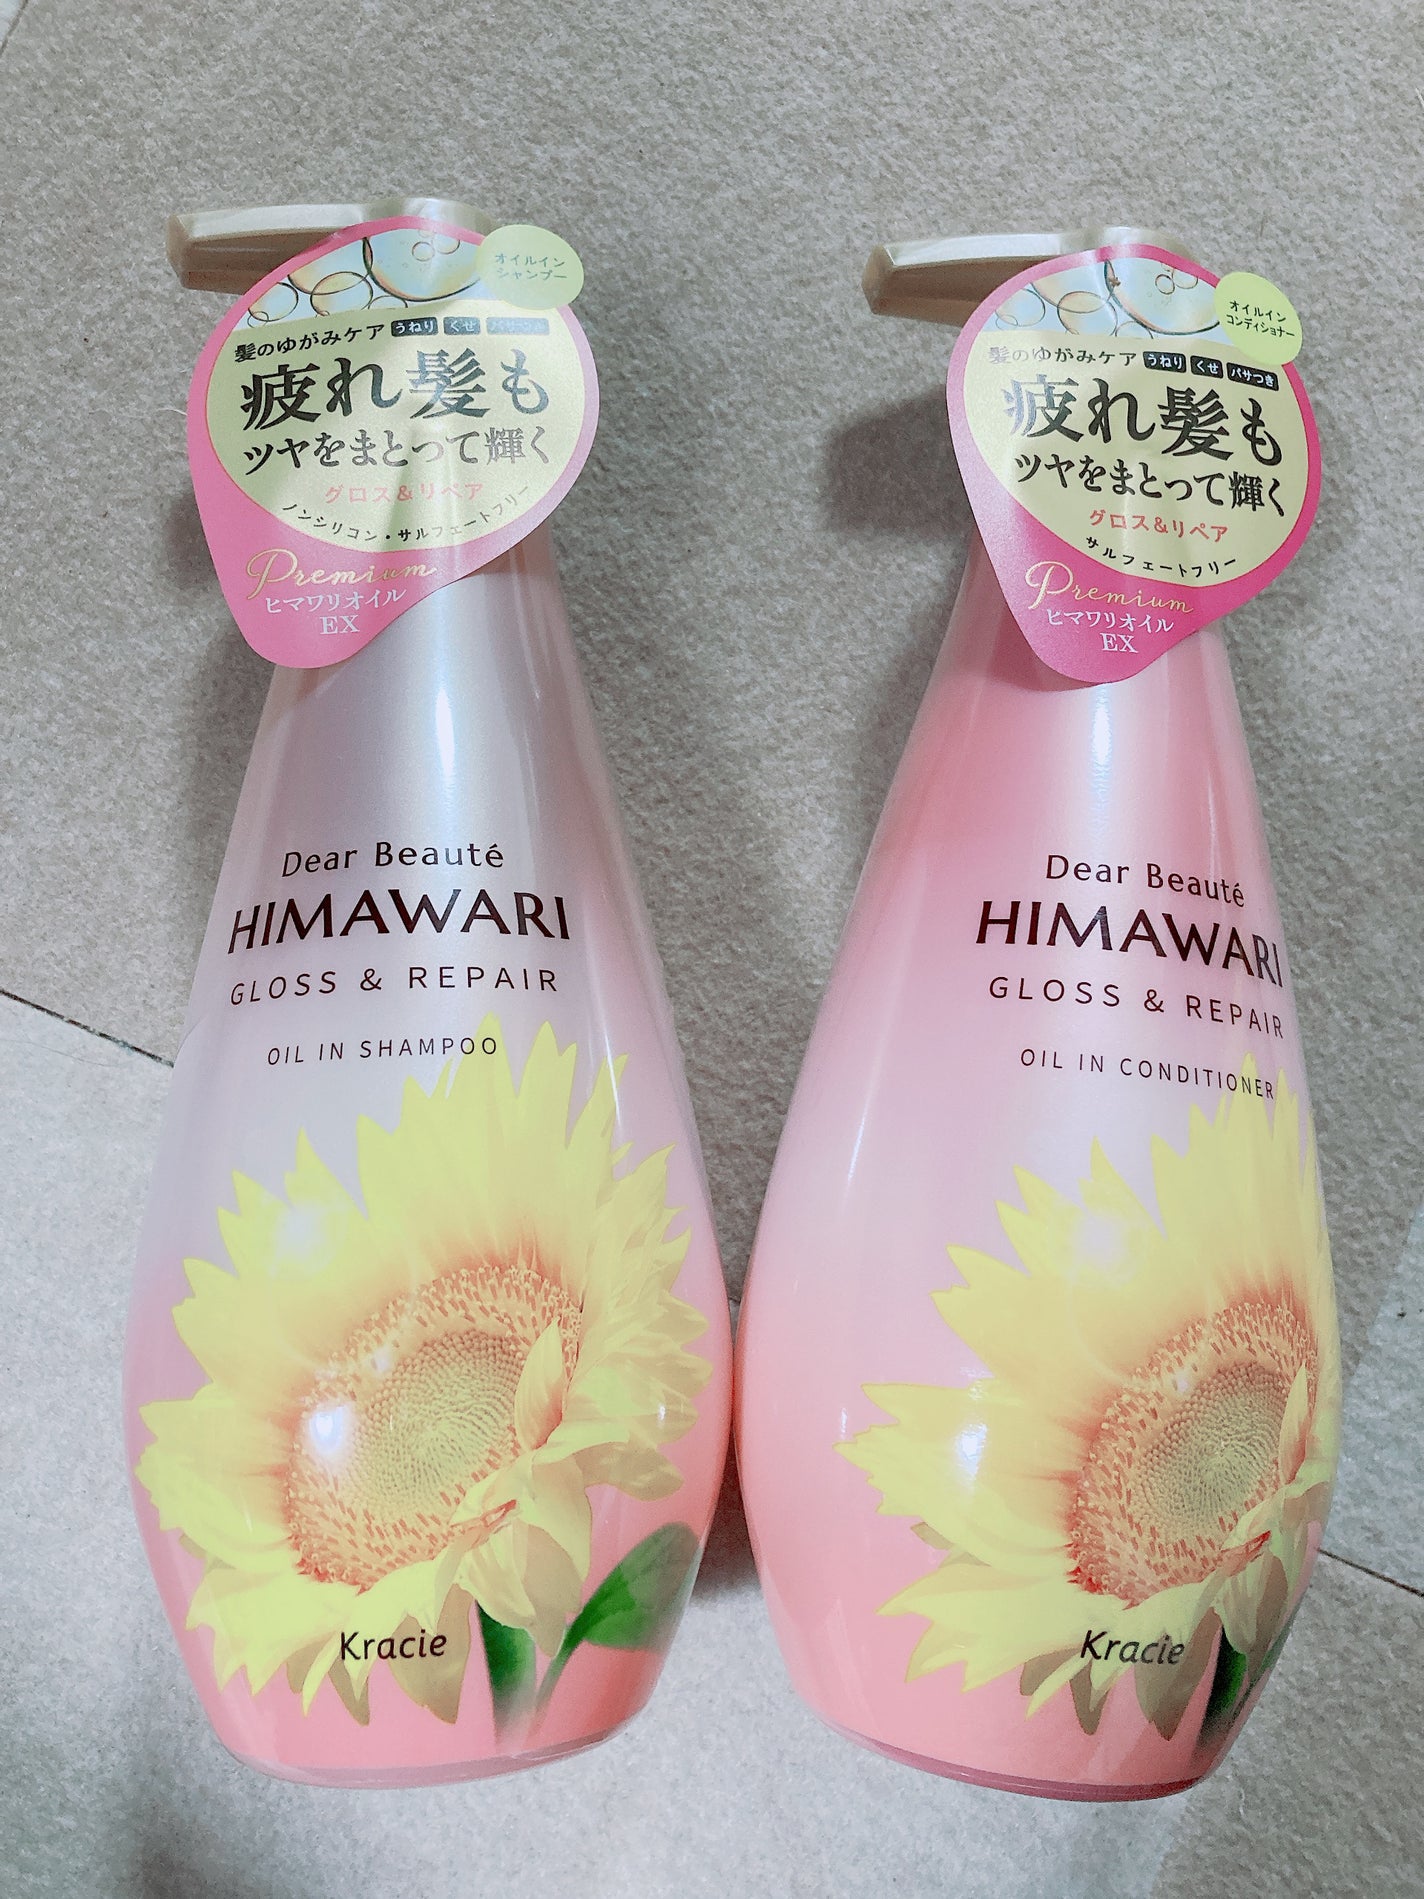 オイルイン
シャンプー
髪のゆがみケア うねり くせ パサつき
疲れ髪も
ツヤをまとって輝く
グロス&リペア
ノンシリコン・サルフェートフリー
Premium
ヒマワリオイル
EX
Dear Beauté
HIMAWARI
GLOSS & REPAIR
OIL IN SHAMPOO
Kracie
オイルイン
コンディショナー
髪のゆがみケア うねり くせ パサつき
疲れ髪も
ツヤをまとって輝く
グロス&リペア
サルフェートフリー
Premium
ヒマワリオイル
EX
Dear Beauté
HIMAWARI
GLOSS & REPAIR
OIL IN CONDITIONER
Kracie